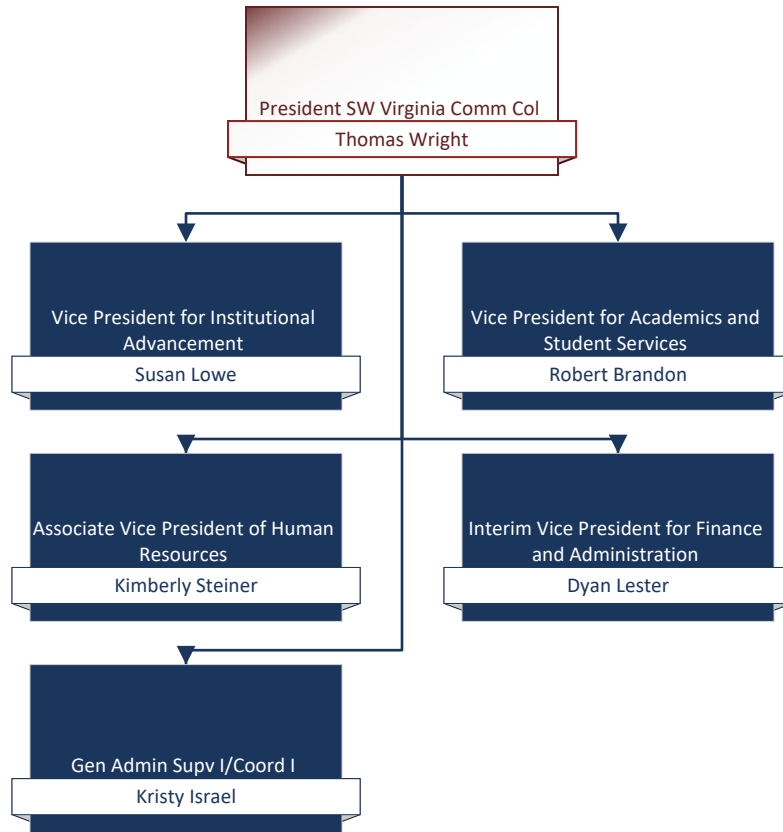 President SW Virginia Comm Col
Thomas Wright
Vice President for Institutional
Advancement
Susan Lowe
Vice President for Academics and
Student Services
Robert Brandon
Associate Vice President of Human
Resources
Kimberly Steiner
Interim Vice President for Finance
and Administration
Dyan Lester
Gen Admin Supv I/Coord I
Kristy Israel